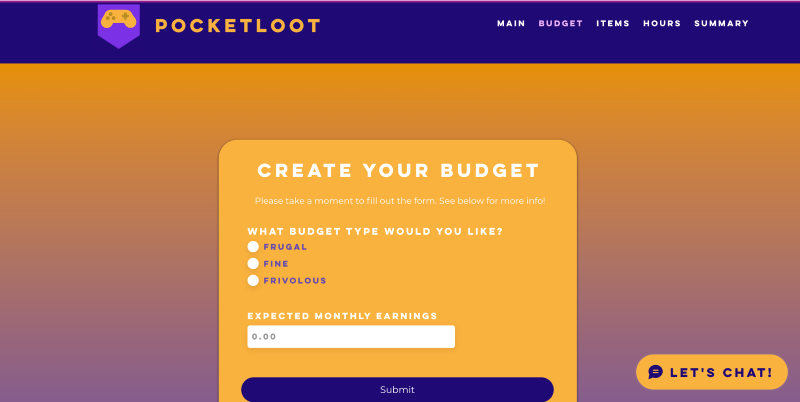 POCKETLOOT
MAIN BUDGET ITEMS HOURS SUMMARY
CREATE YOUR BUDGET
Please take a moment to fill out the form. See below for more info!
WHAT BUDGET TYPE WOULD YOU LIKE?
FRUGAL
FINE
FRIVOLOUS
EXPECTED MONTHLY EARNINGS
0.00
Submit
LET'S CHAT!